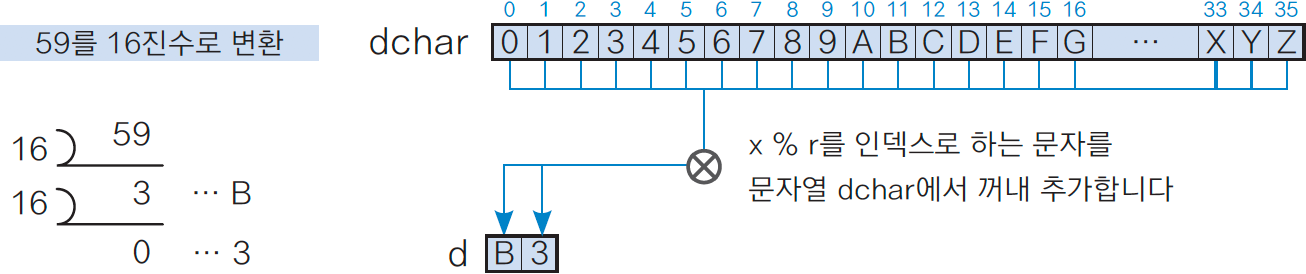 59를 16진수로 변환
16 59
16 3 … B
0 … 3
0 1 2 3 4 5 6 7 8 9 10 11 12 13 14 15 16 33 34 35
dchar 0 1 2 3 4 5 6 7 8 9 A B C D E F G … X Y Z
x % r를 인덱스로 하는 문자를
문자열 dchar에서 꺼내 추가합니다
d B 3